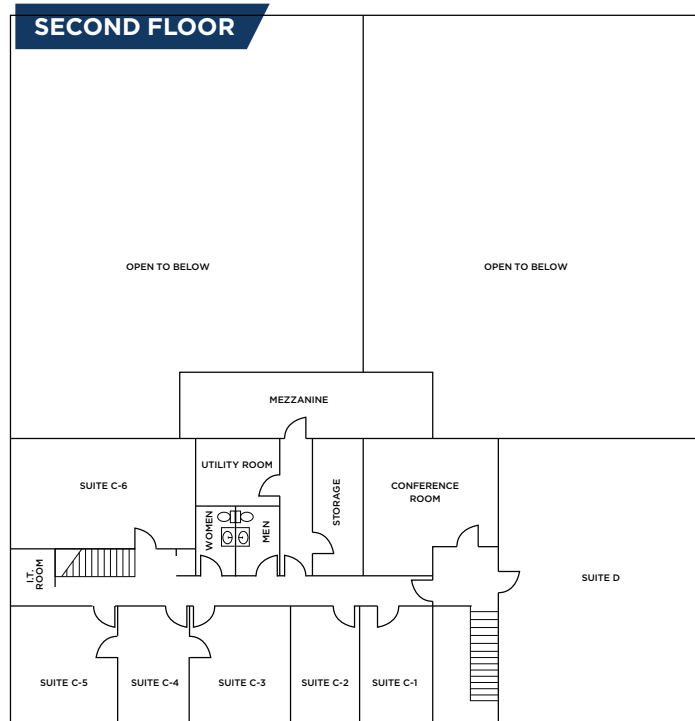 SECOND FLOOR
OPEN TO BELOW
OPEN TO BELOW
MEZZANINE
UTILITY ROOM
SUITE C-6
CONFERENCE
ROOM
STORAGE
WOMEN
MEN
I.T.
ROOM
SUITE D
SUITE C-5
SUITE C-4
SUITE C-3
SUITE C-2
SUITE C-1